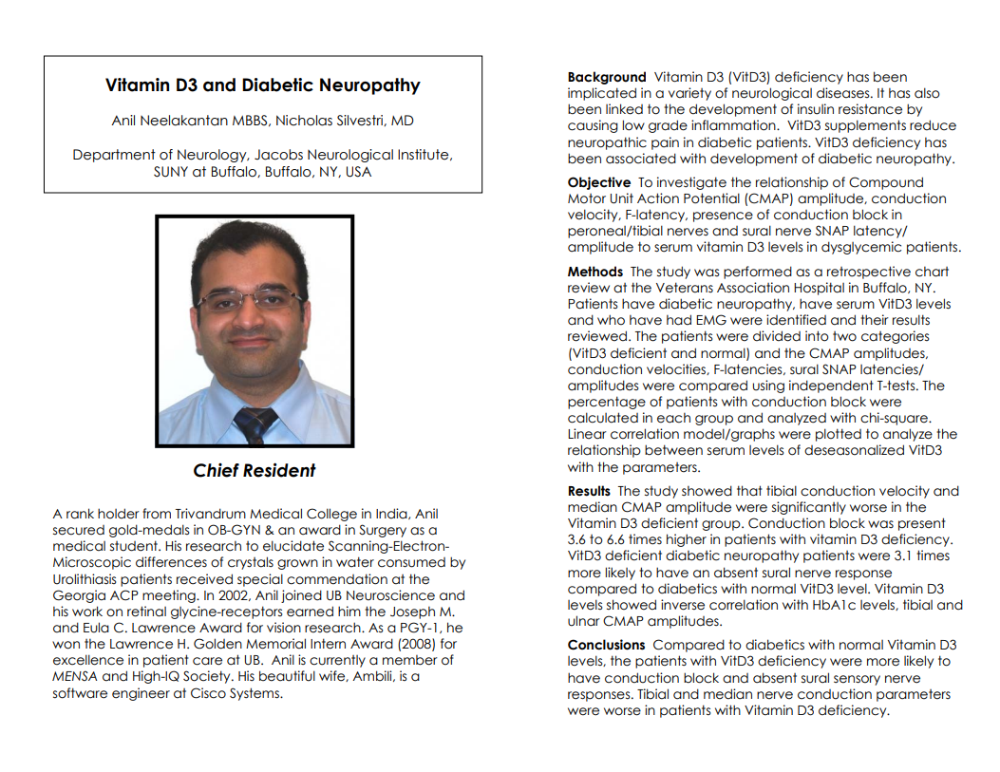 Vitamin D3 and Diabetic Neuropathy
Anil Neelakantan MBBS, Nicholas Silvestri, MD
Department of Neurology, Jacobs Neurological Institute,
SUNY at Buffalo, Buffalo, NY, USA
Chief Resident
A rank holder from Trivandrum Medical College in India, Anil
secured gold-medals in OB-GYN & an award in Surgery as a
medical student. His research to elucidate Scanning-Electron-
Microscopic differences of crystals grown in water consumed by
Urolithiasis patients received special commendation at the
Georgia ACP meeting. In 2002, Anil joined UB Neuroscience and
his work on retinal glycine-receptors earned him the Joseph M.
and Eula C. Lawrence Award for vision research. As a PGY-1, he
won the Lawrence H. Golden Memorial Intern Award (2008) for
excellence in patient care at UB.  Anil is currently a member of
MENSA and High-IQ Society. His beautiful wife, Ambili, is a
software engineer at Cisco Systems.
Background  Vitamin D3 (VitD3) deficiency has been
implicated in a variety of neurological diseases. It has also
been linked to the development of insulin resistance by
causing low grade inflammation.  VitD3 supplements reduce
neuropathic pain in diabetic patients. VitD3 deficiency has
been associated with development of diabetic neuropathy.
Objective  To investigate the relationship of Compound
Motor Unit Action Potential (CMAP) amplitude, conduction
velocity, F-latency, presence of conduction block in
peroneal/tibial nerves and sural nerve SNAP latency/
amplitude to serum vitamin D3 levels in dysglycemic patients.
Methods  The study was performed as a retrospective chart
review at the Veterans Association Hospital in Buffalo, NY.
Patients have diabetic neuropathy, have serum VitD3 levels
and who have had EMG were identified and their results
reviewed. The patients were divided into two categories
(VitD3 deficient and normal) and the CMAP amplitudes,
conduction velocities, F-latencies, sural SNAP latencies/
amplitudes were compared using independent T-tests. The
percentage of patients with conduction block were
calculated in each group and analyzed with chi-square.
Linear correlation model/graphs were plotted to analyze the
relationship between serum levels of deseasonalized VitD3
with the parameters.
Results  The study showed that tibial conduction velocity and
median CMAP amplitude were significantly worse in the
Vitamin D3 deficient group. Conduction block was present
3.6 to 6.6 times higher in patients with vitamin D3 deficiency.
VitD3 deficient diabetic neuropathy patients were 3.1 times
more likely to have an absent sural nerve response
compared to diabetics with normal VitD3 level. Vitamin D3
levels showed inverse correlation with HbA1c levels, tibial and
ulnar CMAP amplitudes.
Conclusions  Compared to diabetics with normal Vitamin D3
levels, the patients with VitD3 deficiency were more likely to
have conduction block and absent sural sensory nerve
responses. Tibial and median nerve conduction parameters
were worse in patients with Vitamin D3 deficiency.